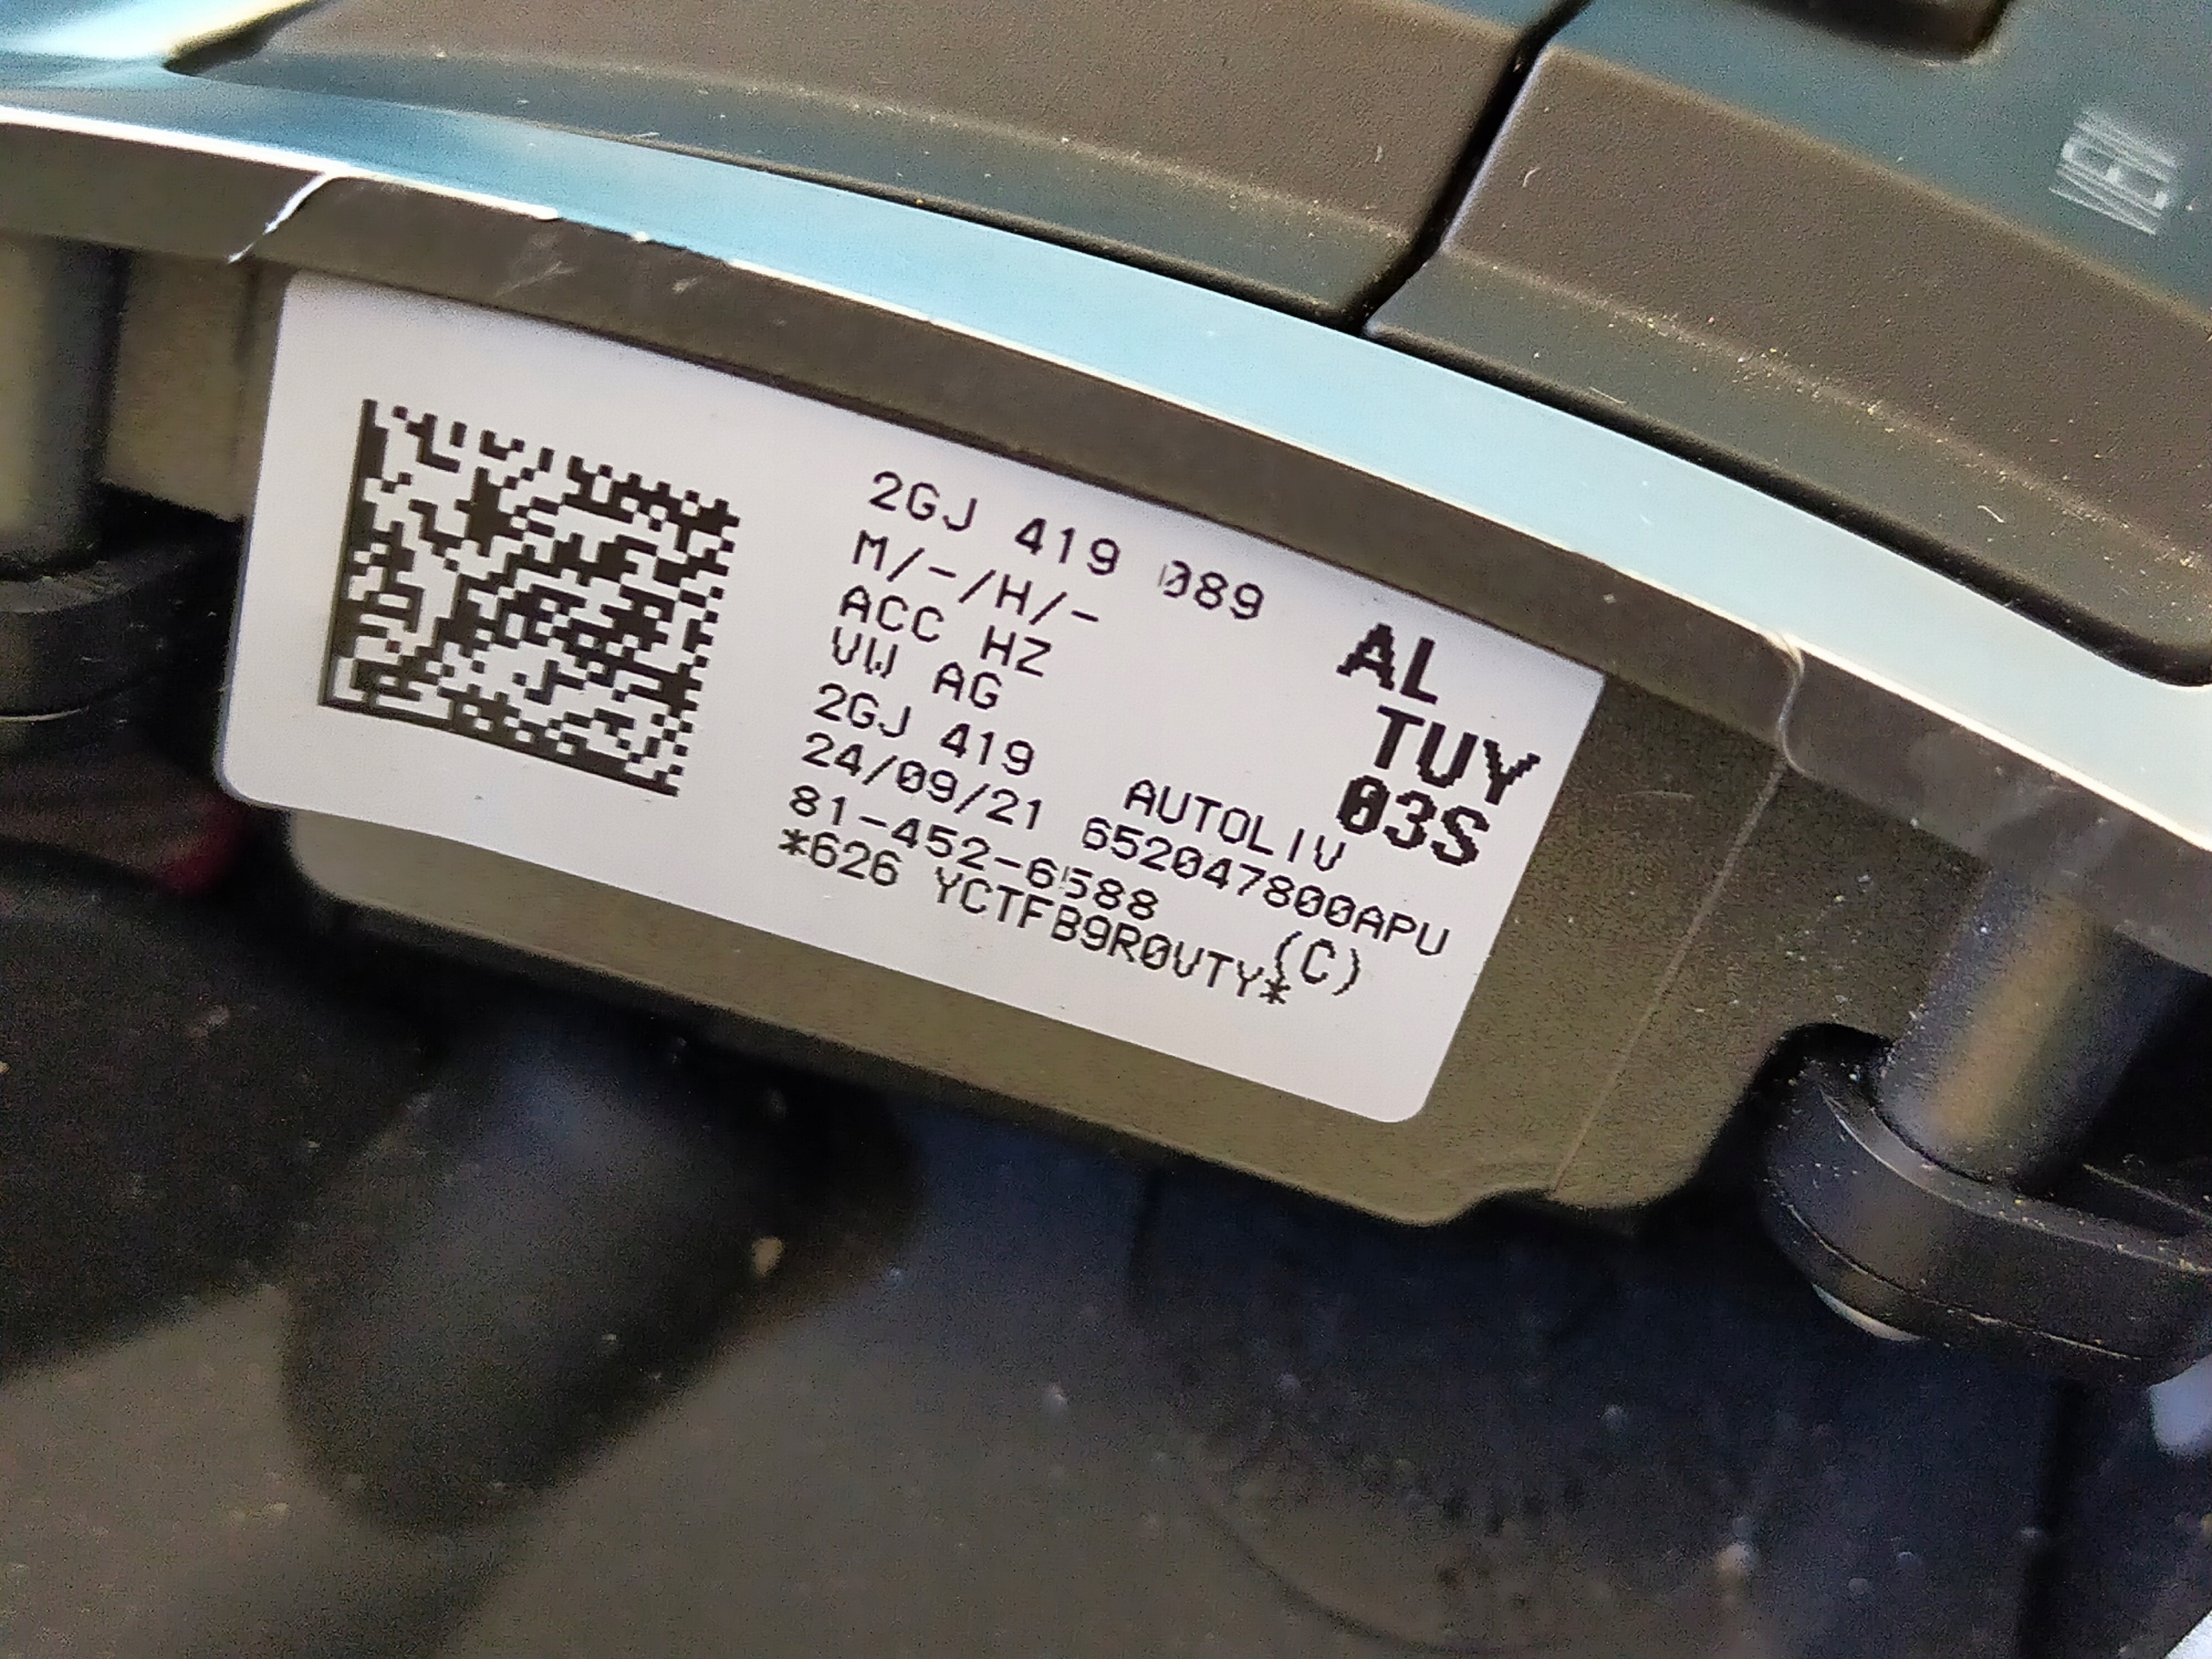 2GJ 419 089 AL
M/-/H/- TUY
ACC HZ 03S
VW AG
2GJ 419 AUTOLIV
24/09/21 652047800APU
81-452-6588 (C)
*626 YCTFB9R0VTY*